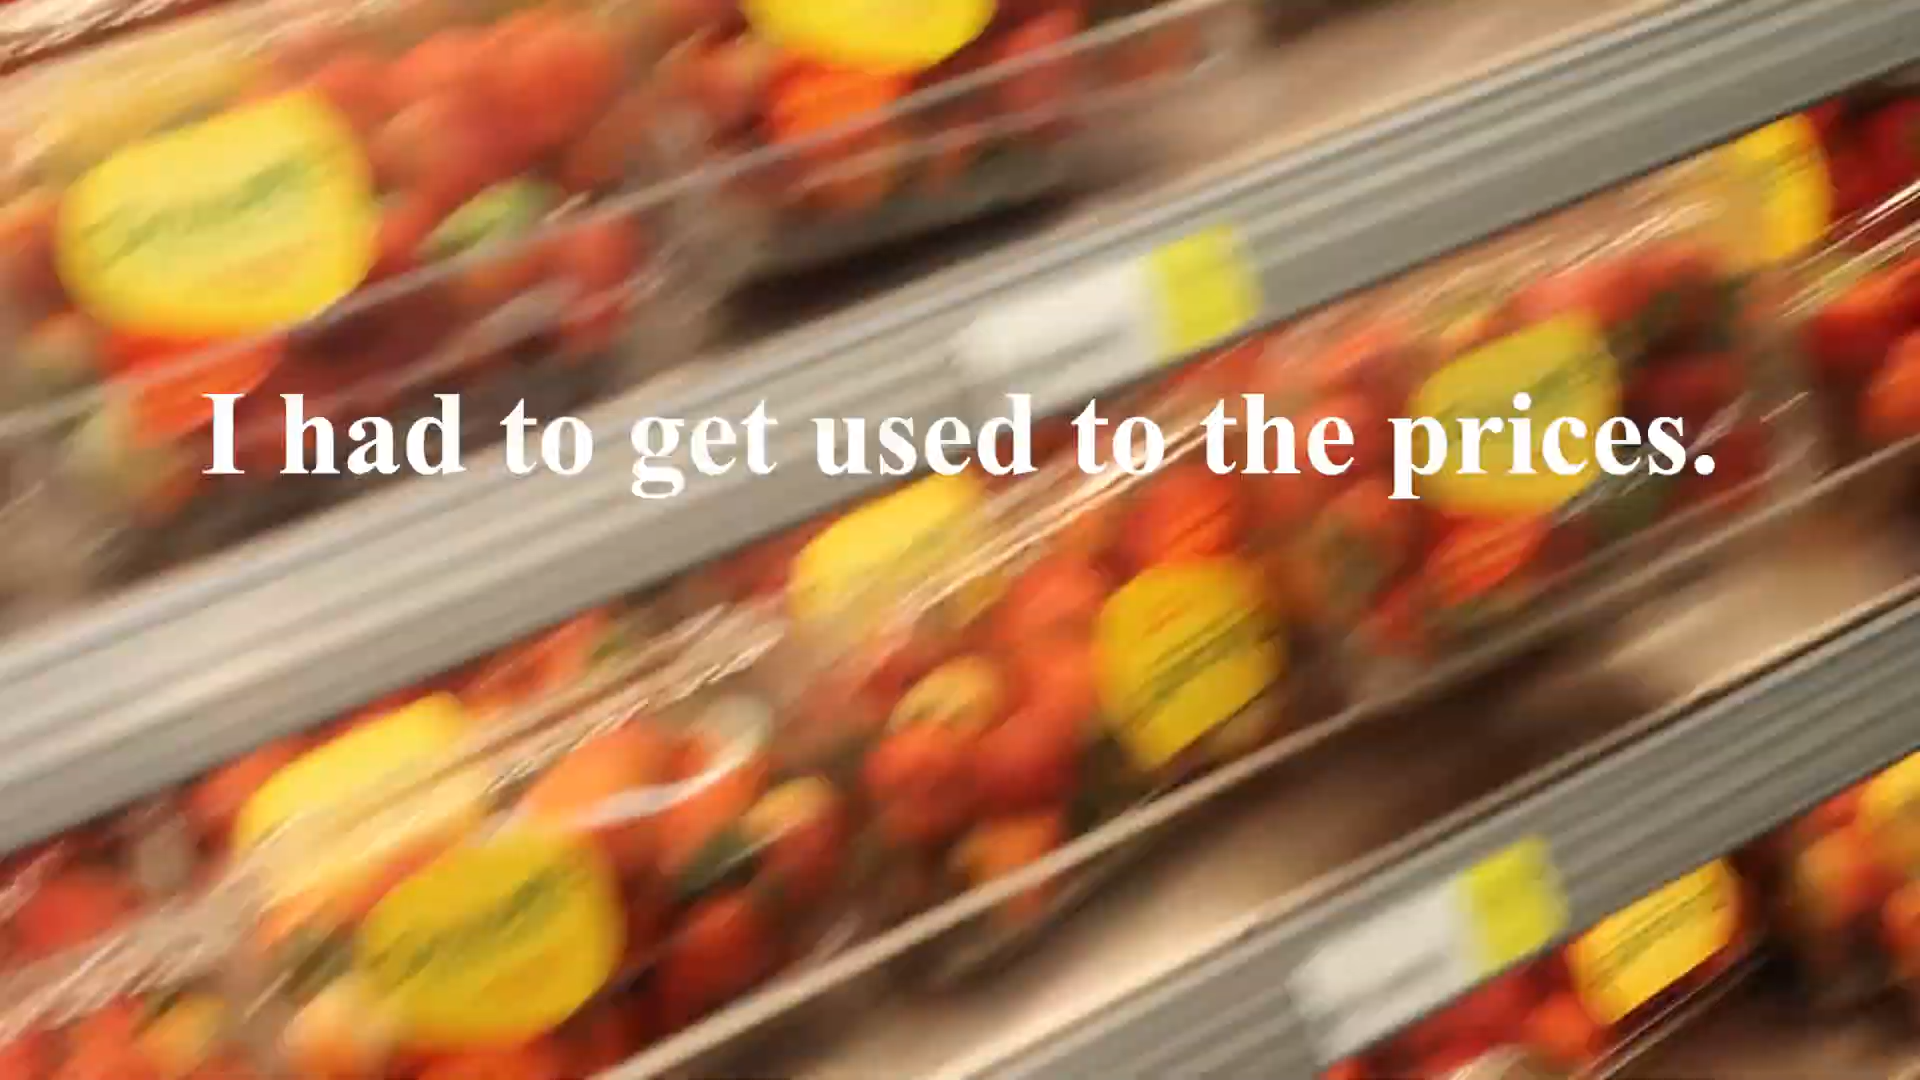 I had to get used to the prices.